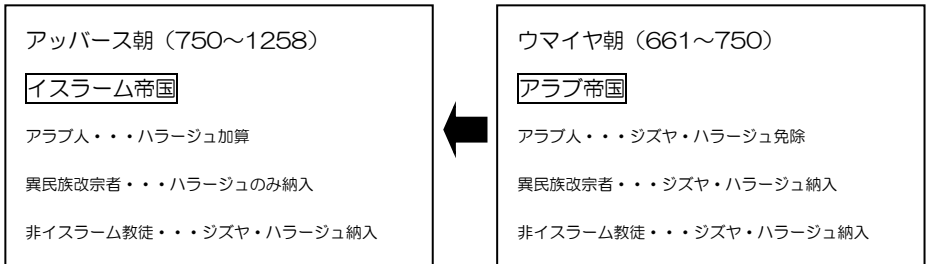 アッバース朝（750～1258）
イスラーム帝国
アラブ人・・・ハラージュ加算
異民族改宗者・・・ハラージュのみ納入
非イスラーム教徒・・・ジズヤ・ハラージュ納入
ウマイヤ朝（661～750）
アラブ帝国
アラブ人・・・ジズヤ・ハラージュ免除
異民族改宗者・・・ジズヤ・ハラージュ納入
非イスラーム教徒・・・ジズヤ・ハラージュ納入